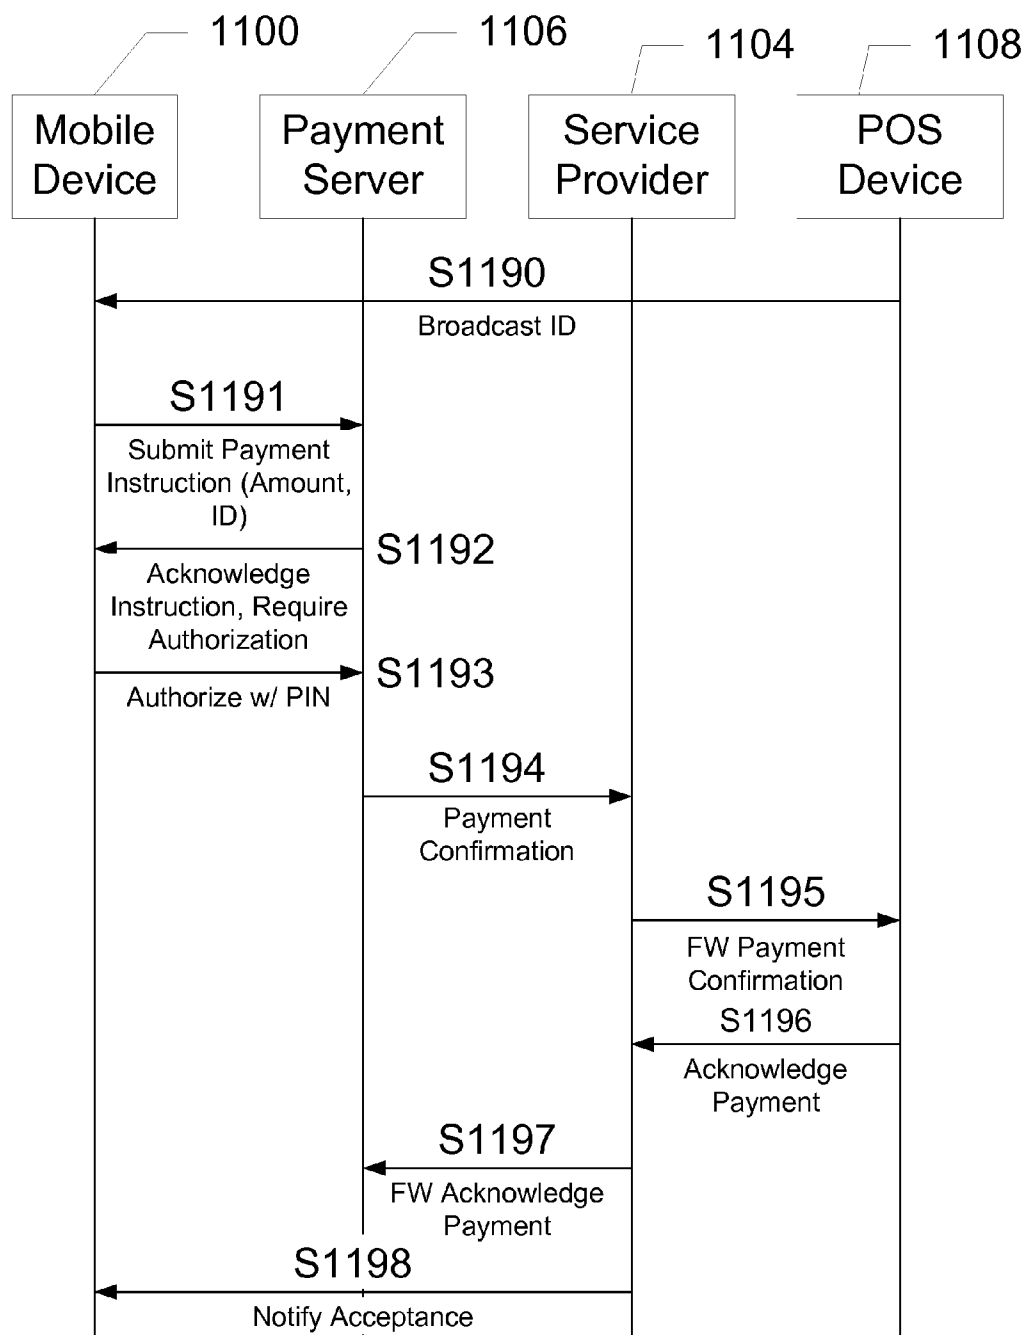 1100
1106
1104
1108
Mobile
Device
Payment
Server
Service
Provider
POS
Device
S1190
Broadcast ID
S1191
Submit Payment
Instruction (Amount,
ID)
S1192
Acknowledge
Instruction, Require
Authorization
S1193
Authorize w/ PIN
S1194
Payment
Confirmation
S1195
FW Payment
Confirmation
S1196
Acknowledge
Payment
S1197
FW Acknowledge
Payment
S1198
Notify Acceptance